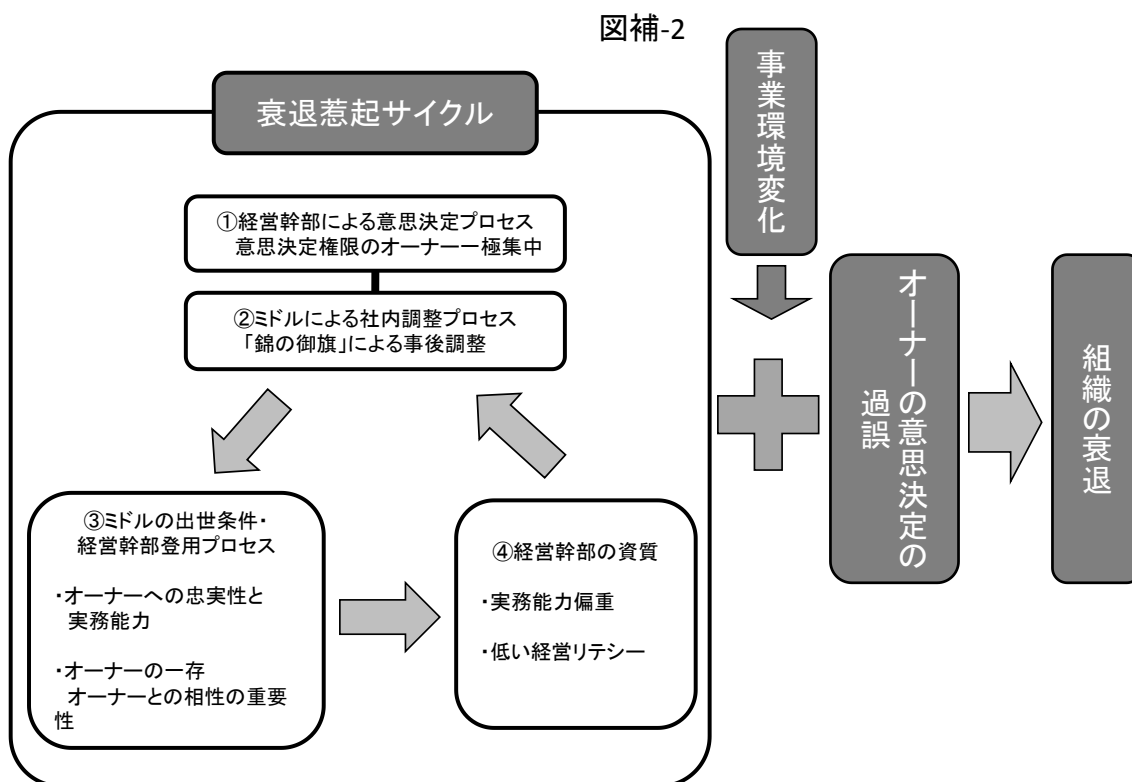 図補-2
衰退惹起サイクル
①経営幹部による意思決定プロセス
意思決定権限のオーナー一極集中
②ミドルによる社内調整プロセス
「錦の御旗」による事後調整
③ミドルの出世条件・
経営幹部登用プロセス
・オーナーへの忠実性と
実務能力
・オーナーの一存
オーナーとの相性の重要
性
④経営幹部の資質
・実務能力偏重
・低い経営リテシー
事業環境変化
オーナーの意思決定の
過誤
組織の衰退